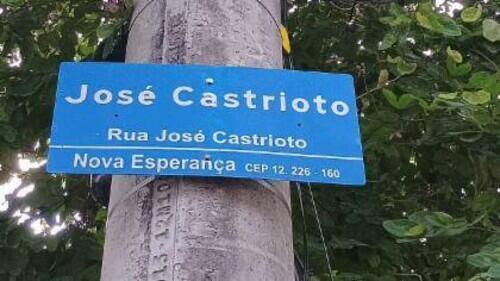 José Castrioto
Rua José Castrioto
Nova Esperança CEP 12. 226 - 160